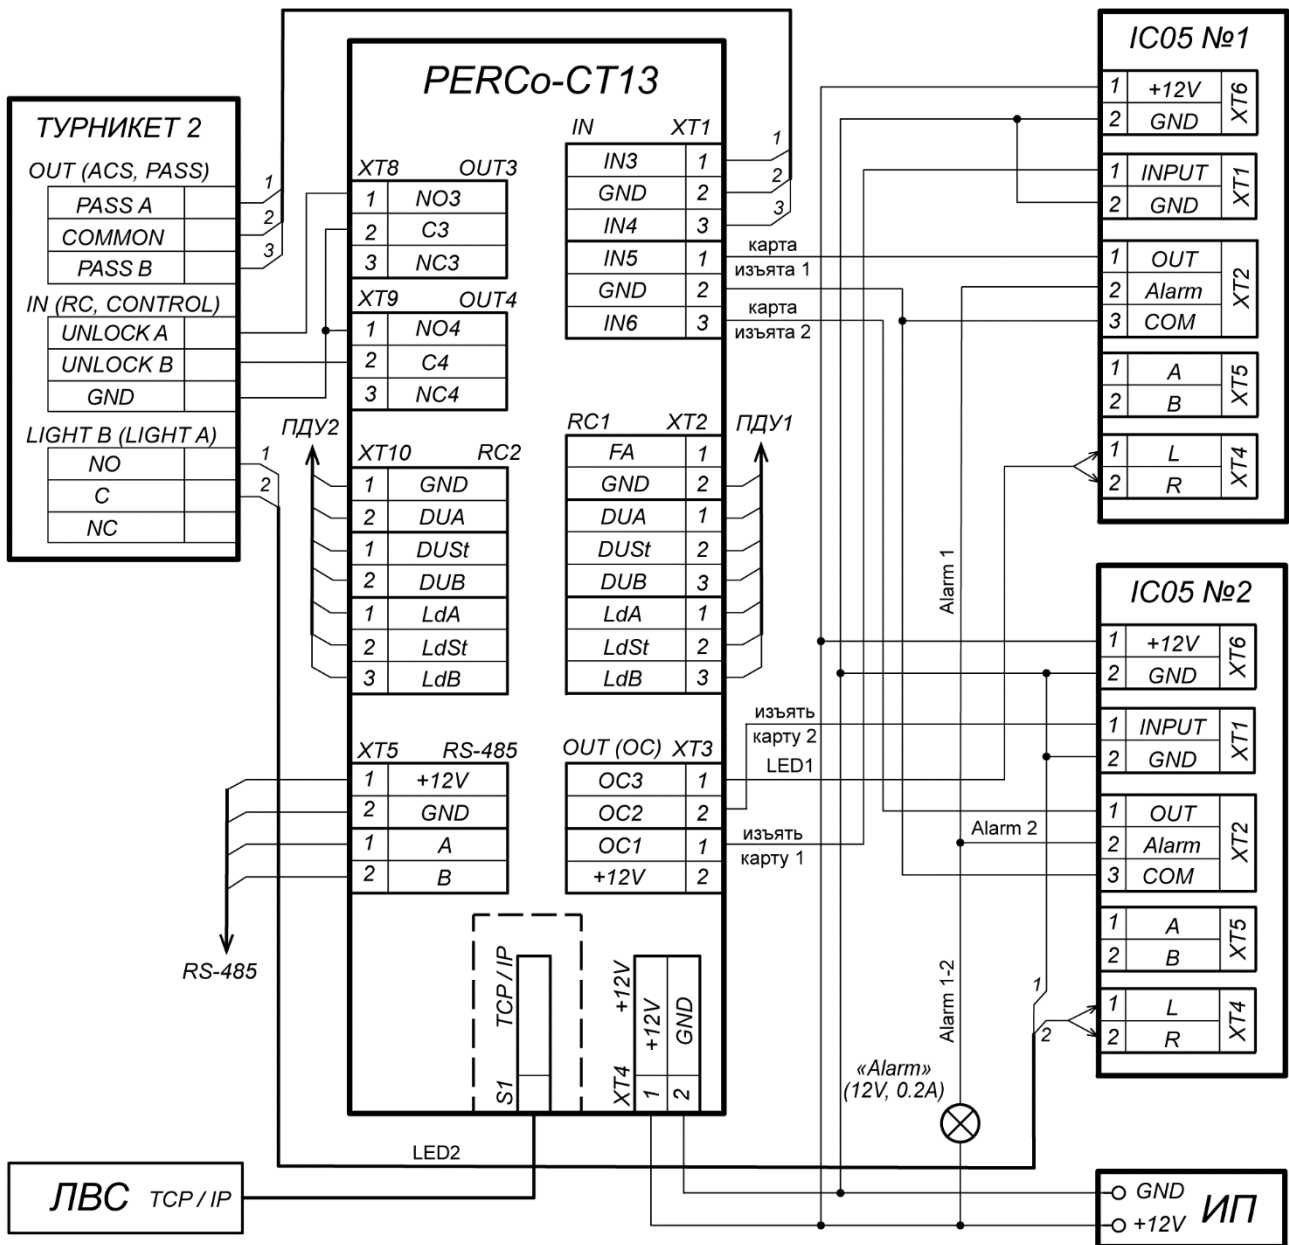 ТУРНИКЕТ 2
OUT (ACS, PASS)
PASS A
COMMON
PASS B
1
2
3
IN (RC, CONTROL)
UNLOCK A
UNLOCK B
GND
LIGHT B (LIGHT A)
NO
C
NC
1
2
PERCo-CT13
XT8 OUT3
1 NO3
2 C3
3 NC3
XT9 OUT4
1 NO4
2 C4
3 NC4
ПДУ2
XT10 RC2
1 GND
2 DUA
1 DUSt
2 DUB
1 LdA
2 LdSt
3 LdB
XT5 RS-485
1 +12V
2 GND
1 A
2 B
RS-485
IN XT1
IN3 1
GND 2
IN4 3
IN5 1
GND 2
IN6 3
1
2
3
карта
изъята 1
карта
изъята 2
RC1 XT2
ПДУ1
FA 1
GND 2
DUA 1
DUSt 2
DUB 3
LdA 1
LdSt 2
LdB 3
OUT (OC) XT3
OC3 1
OC2 2
OC1 1
+12V 2
изъять
карту 2
LED1
изъять
карту 1
S1 TCP / IP
XT4 +12V
1 +12V
2 GND
IC05 №1
1 +12V
2 GND
XT6
1 INPUT
2 GND
XT1
1 OUT
2 Alarm
3 COM
XT2
1 A
2 B
XT5
1 L
2 R
XT4
Alarm 1
IC05 №2
1 +12V
2 GND
XT6
1 INPUT
2 GND
XT1
1 OUT
2 Alarm
3 COM
XT2
1 A
2 B
XT5
1 L
2 R
XT4
Alarm 2
Alarm 1-2
1
2
«Alarm»
(12V, 0.2A)
LED2
ЛВС TCP / IP
GND
+12V
ИП